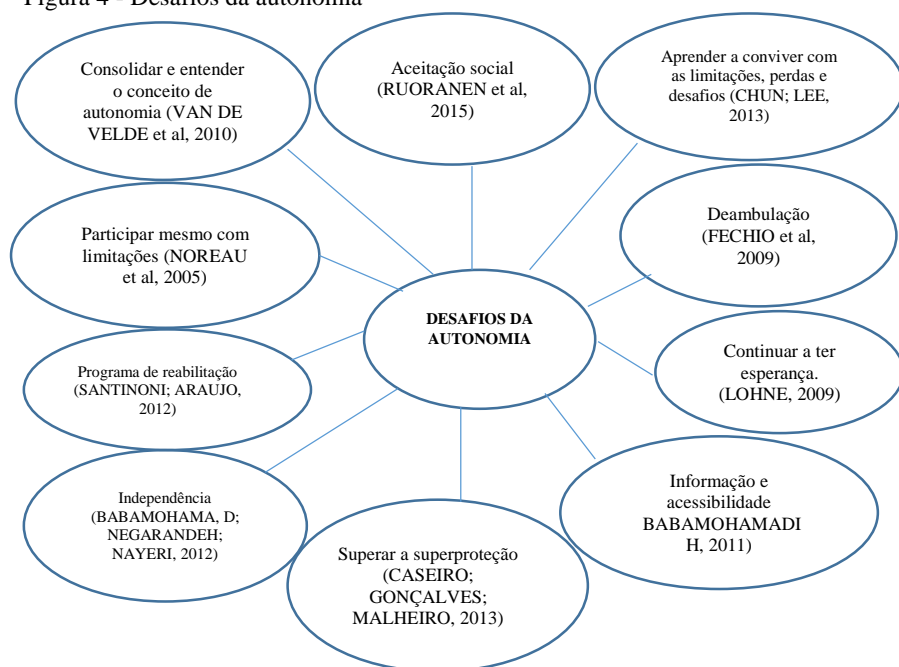 Figura 4 - Desafios da autonomia
Consolidar e entender
o conceito de
autonomia (VAN DE
VELDE et al, 2010)
Aceitação social
(RUORANEN et al,
2015)
Aprender a conviver com
as limitações, perdas e
desafios (CHUN; LEE,
2013)
Participar mesmo com
limitações (NOREAU
et al, 2005)
Deambulação
(FECHIO et al,
2009)
DESAFIOS DA
AUTONOMIA
Programa de reabilitação
(SANTINONI; ARAÚJO,
2012)
Continuar a ter
esperança.
(LOHNE, 2009)
Independência
(BABAMOHAMA, D;
NEGARANDEH;
NAYERI, 2012)
Superar a superproteção
(CASEIRO;
GONÇALVES;
MALHEIRO, 2013)
Informação e
acessibilidade
BABAMOHAMADI
H, 2011)